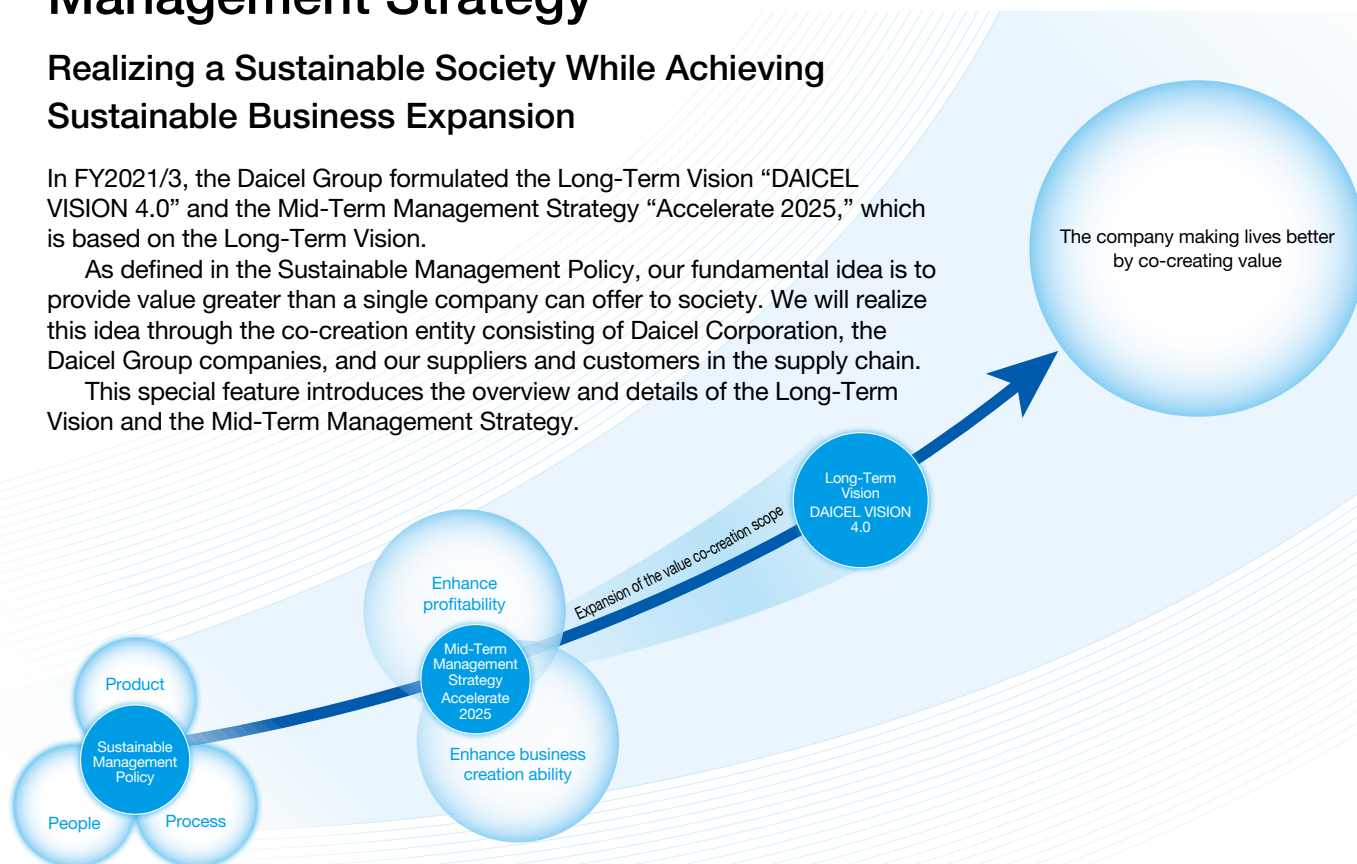 Management Strategy
Realizing a Sustainable Society While Achieving
Sustainable Business Expansion
In FY2021/3, the Daicel Group formulated the Long-Term Vision “DAICEL
VISION 4.0” and the Mid-Term Management Strategy “Accelerate 2025,” which
is based on the Long-Term Vision.
As defined in the Sustainable Management Policy, our fundamental idea is to
provide value greater than a single company can offer to society. We will realize
this idea through the co-creation entity consisting of Daicel Corporation, the
Daicel Group companies, and our suppliers and customers in the supply chain.
This special feature introduces the overview and details of the Long-Term
Vision and the Mid-Term Management Strategy.
The company making lives better
by co-creating value
Long-Term
Vision
DAICEL VISION
4.0
Expansion of the value co-creation scope
Enhance
profitability
Mid-Term
Management
Strategy
Accelerate
2025
Enhance business
creation ability
Product
Sustainable
Management
Policy
People
Process